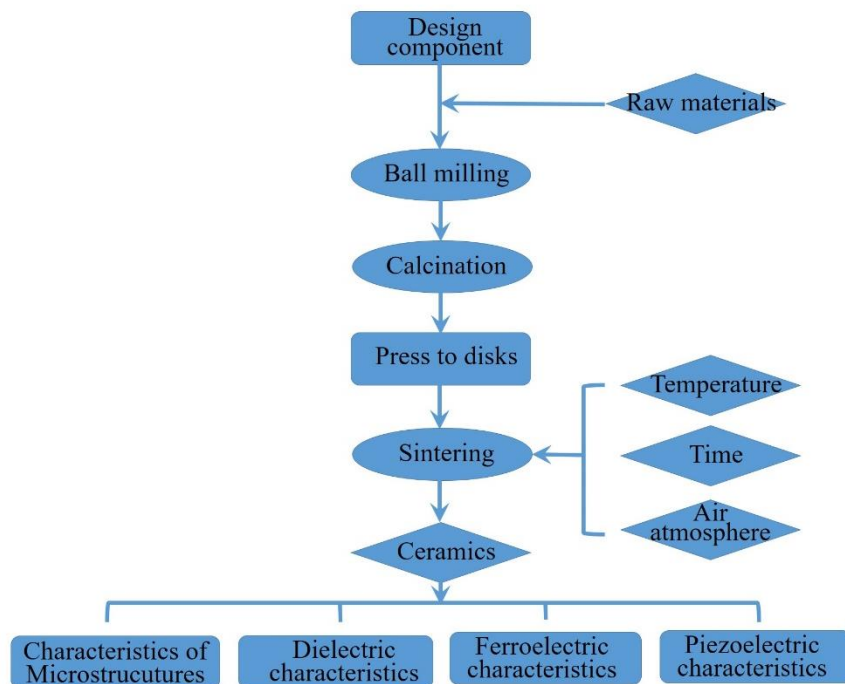 Design
component
Raw materials
Ball milling
Calcination
Press to disks
Temperature
Sintering
Time
Air
atmosphere
Ceramics
Characteristics of
Microstrucutures
Dielectric
characteristics
Ferroelectric
characteristics
Piezoelectric
characteristics